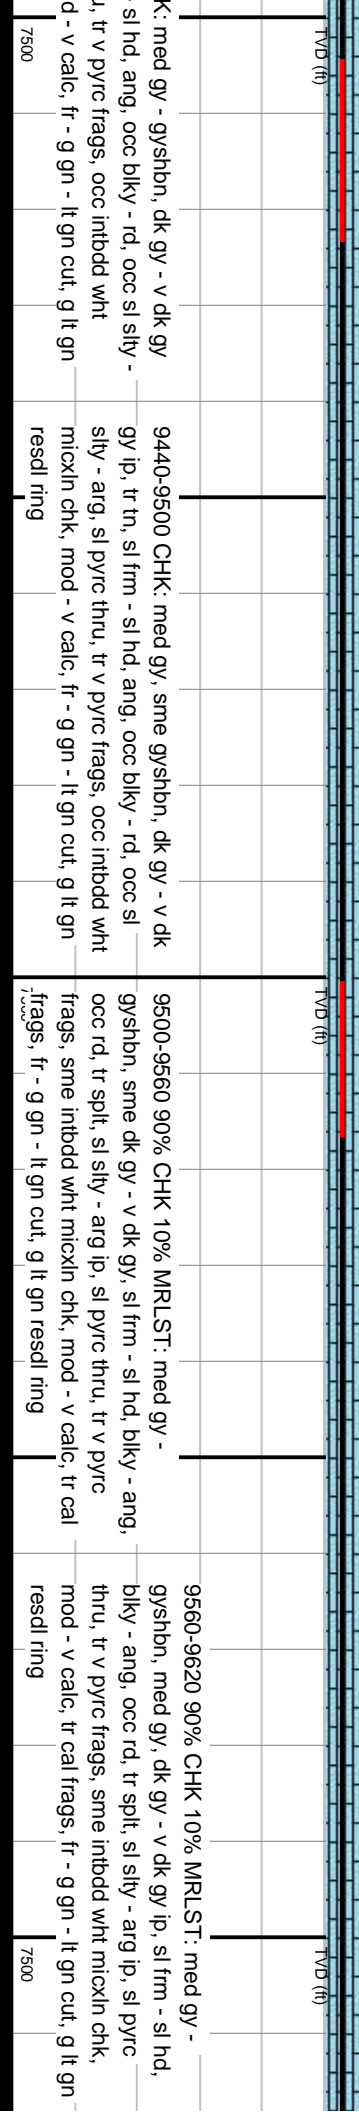 TVD (ft)
7500
K: med gy - gyshbn, dk gy - v dk gy
sl hd, ang, occ blky - rd, occ sl slty -
, tr v pyrc frags, occ intbdd wht
d - v calc, fr - g gn - lt gn cut, g lt gn
9440-9500 CHK: med gy, sme gyshbn, dk gy - v dk
gy ip, tr tn, sl frm - sl hd, ang, occ blky - rd, occ sl
slty - arg, sl pyrc thru, tr v pyrc frags, occ intbdd wht
micxln chk, mod - v calc, fr - g gn - lt gn cut, g lt gn
resdl ring
TVD (ft)
9500-9560 90% CHK 10% MRLST: med gy -
gyshbn, sme dk gy - v dk gy, sl frm - sl hd, blky - ang,
occ rd, tr splt, sl slty - arg ip, sl pyrc thru, tr v pyrc
frags, sme intbdd wht micxln chk, mod - v calc, tr cal
frags, fr - g gn - lt gn cut, g lt gn resdl ring
9560-9620 90% CHK 10% MRLST: med gy -
gyshbn, med gy, dk gy - v dk gy ip, sl frm - sl hd,
blky - ang, occ rd, tr splt, sl slty - arg ip, sl pyrc
thru, tr v pyrc frags, sme intbdd wht micxln chk,
mod - v calc, tr cal frags, fr - g gn - lt gn cut, g lt gn
resdl ring
TVD (ft)
7500